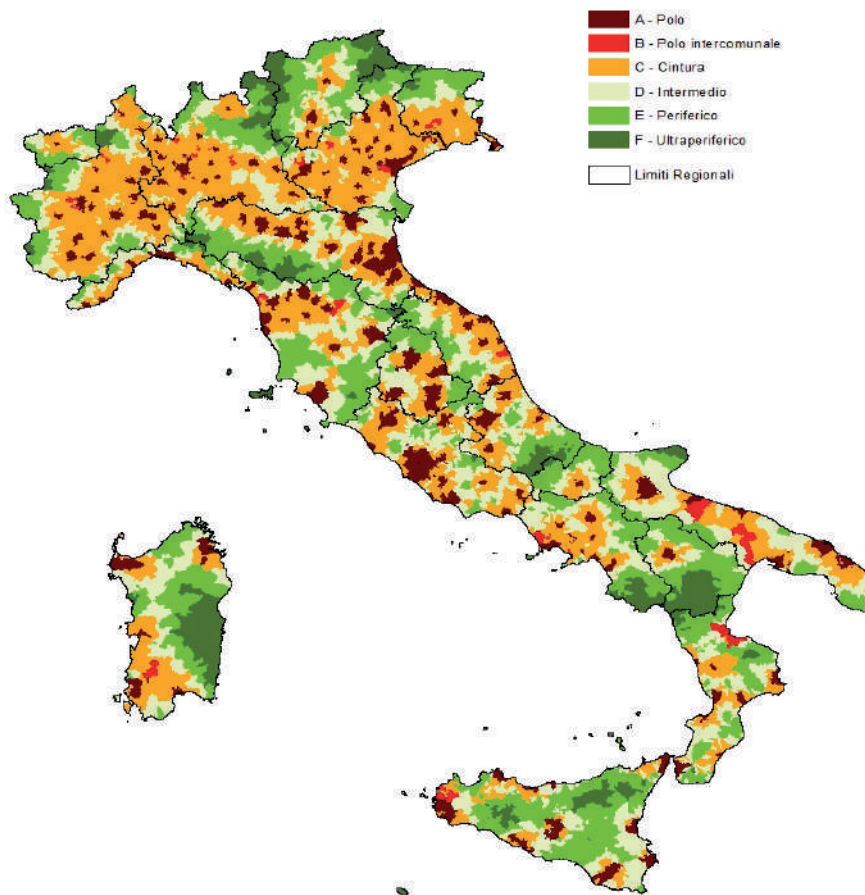 A - Polo
B - Polo intercomunale
C - Cintura
D - Intermedio
E - Periferico
F - Ultraperiferico
Limiti Regionali